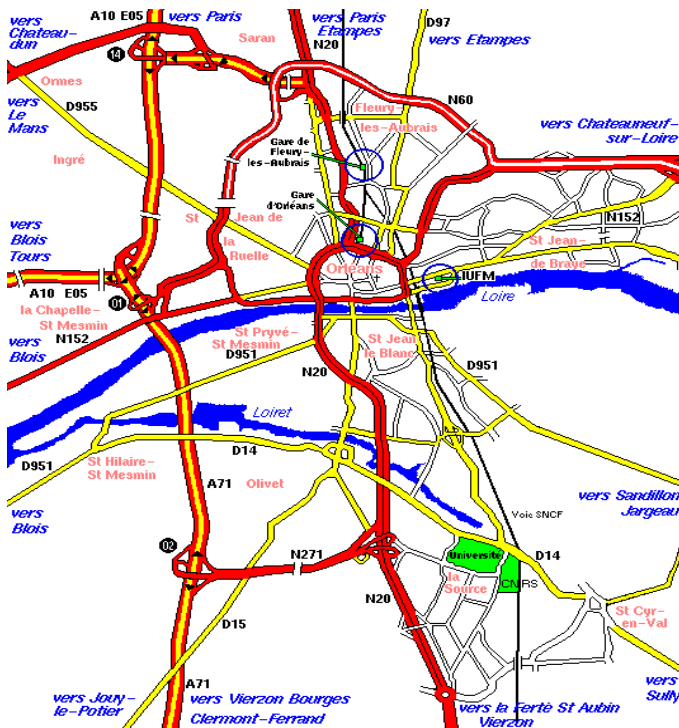 A10 E05
vers Paris
vers Paris
Etampes
D97
vers
Chateau-
dun
Saran
N20
vers Etampes
14
Ormes
vers
Le
Mans
D955
N60
Fleury
-les-Aubrais
vers Chateauneuf
-sur-Loire
Gare de
Fleury-
les-Aubrais
Ingré
Gare
d'Orléans
St Jean de
la
Ruelle
N152
vers
Blois
Tours
St Jean-
de Braye
Orléans
IUFM
A10 E05
01
Loire
la Chapelle-
St Mesmin
N152
St Pryvé-
St Mesmin
St Jean
le Blanc
vers
Blois
D951
N20
D951
Loiret
D951
St Hilaire-
St Mesmin
D14
A71
Olivet
vers Sandillon
Jargeau
vers
Blois
Voie SNCF
02
N271
Université
D14
la
Source
CNRS
N20
D15
St Cyr-
en-Val
A71
vers Jouy-
le-Potier
vers Vierzon Bourges
Clermont-Ferrand
vers la Ferté St Aubin
Vierzon
vers
Sully